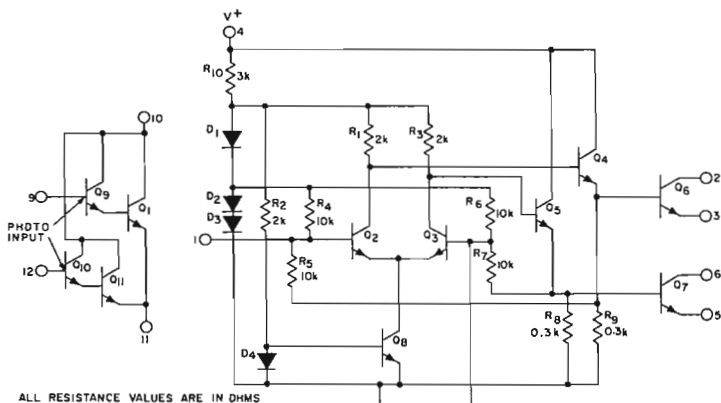 V+
4
R10
3k
10
D1
R1
2k
R3
2k
Q4
Q9
9
Q1
Q6
2
3
D2
D3
R2
2k
R4
10k
R6
10k
Q5
PHOTO
INPUT
1
Q2
Q3
R7
10k
Q10
12
Q11
R5
10k
Q7
6
5
R8
0.3k
R9
0.3k
11
D4
Q8
ALL RESISTANCE VALUES ARE IN OHMS